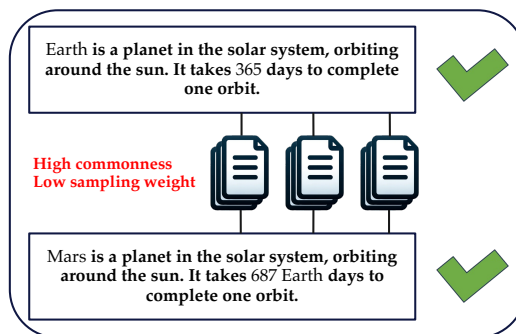 Earth is a planet in the solar system, orbiting
around the sun. It takes 365 days to complete
one orbit.
High commonness
Low sampling weight
Mars is a planet in the solar system, orbiting
around the sun. It takes 687 Earth days to
complete one orbit.